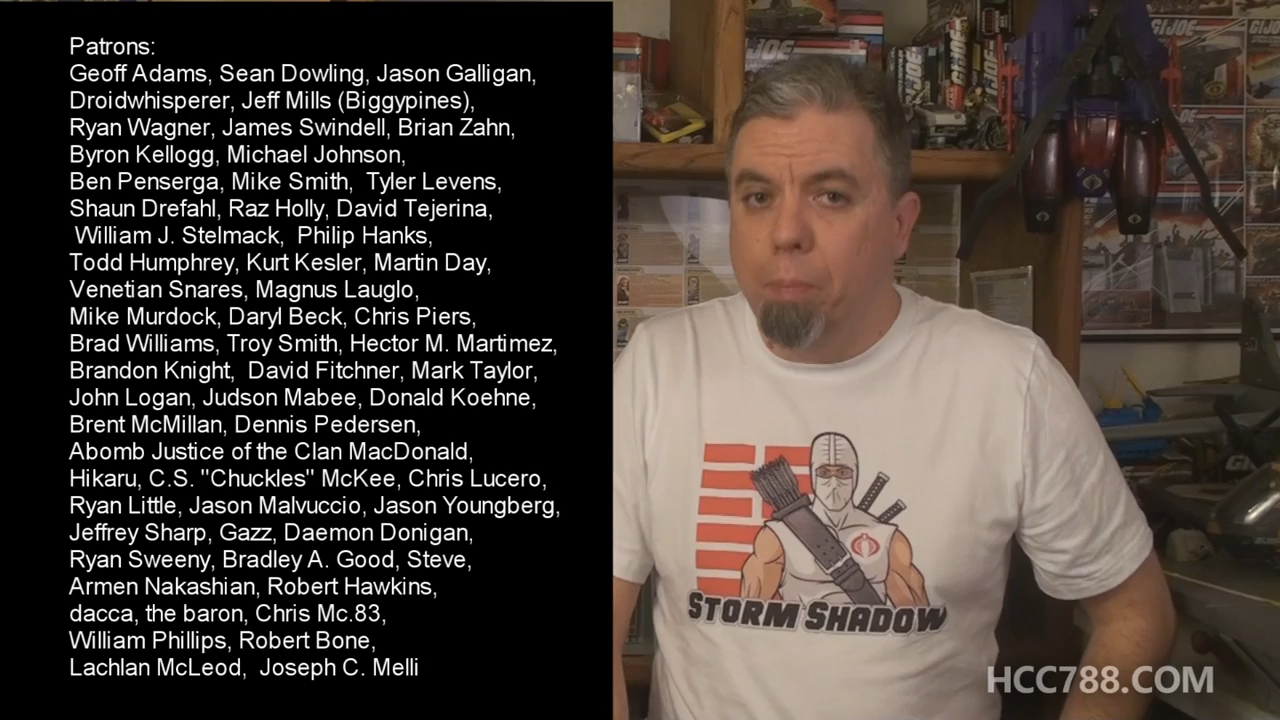 Patrons:
Geoff Adams, Sean Dowling, Jason Galligan,
Droidwhisperer, Jeff Mills (Biggypines),
Ryan Wagner, James Swindell, Brian Zahn,
Byron Kellogg, Michael Johnson,
Ben Penserga, Mike Smith,  Tyler Levens,
Shaun Drefahl, Raz Holly, David Tejerina,
William J. Stelmack,  Philip Hanks,
Todd Humphrey, Kurt Kesler, Martin Day,
Venetian Snares, Magnus Lauglo,
Mike Murdock, Daryl Beck, Chris Piers,
Brad Williams, Troy Smith, Hector M. Martimez,
Brandon Knight,  David Fitchner, Mark Taylor,
John Logan, Judson Mabee, Donald Koehne,
Brent McMillan, Dennis Pedersen,
Abomb Justice of the Clan MacDonald,
Hikaru, C.S. "Chuckles" McKee, Chris Lucero,
Ryan Little, Jason Malvuccio, Jason Youngberg,
Jeffrey Sharp, Gazz, Daemon Donigan,
Ryan Sweeny, Bradley A. Good, Steve,
Armen Nakashian, Robert Hawkins,
dacca, the baron, Chris Mc.83,
William Phillips, Robert Bone,
Lachlan McLeod,  Joseph C. Melli
GI JOE
GI JOE
GI JOE
STORM SHADOW
HCC788.COM